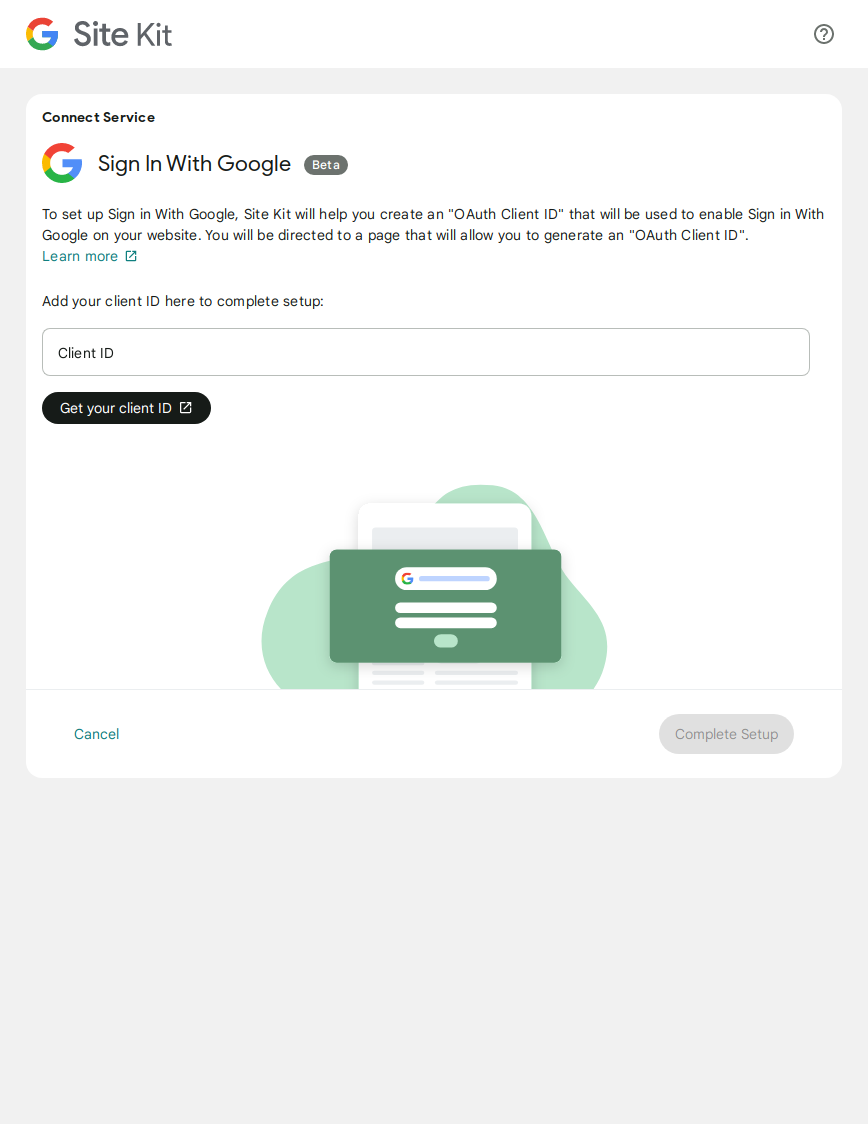 Site Kit
Connect Service
Sign In With Google Beta
To set up Sign in With Google, Site Kit will help you create an "OAuth Client ID" that will be used to enable Sign in With
Google on your website. You will be directed to a page that will allow you to generate an "OAuth Client ID".
Learn more
Add your client ID here to complete setup:
Client ID
Get your client ID
Cancel
Complete Setup